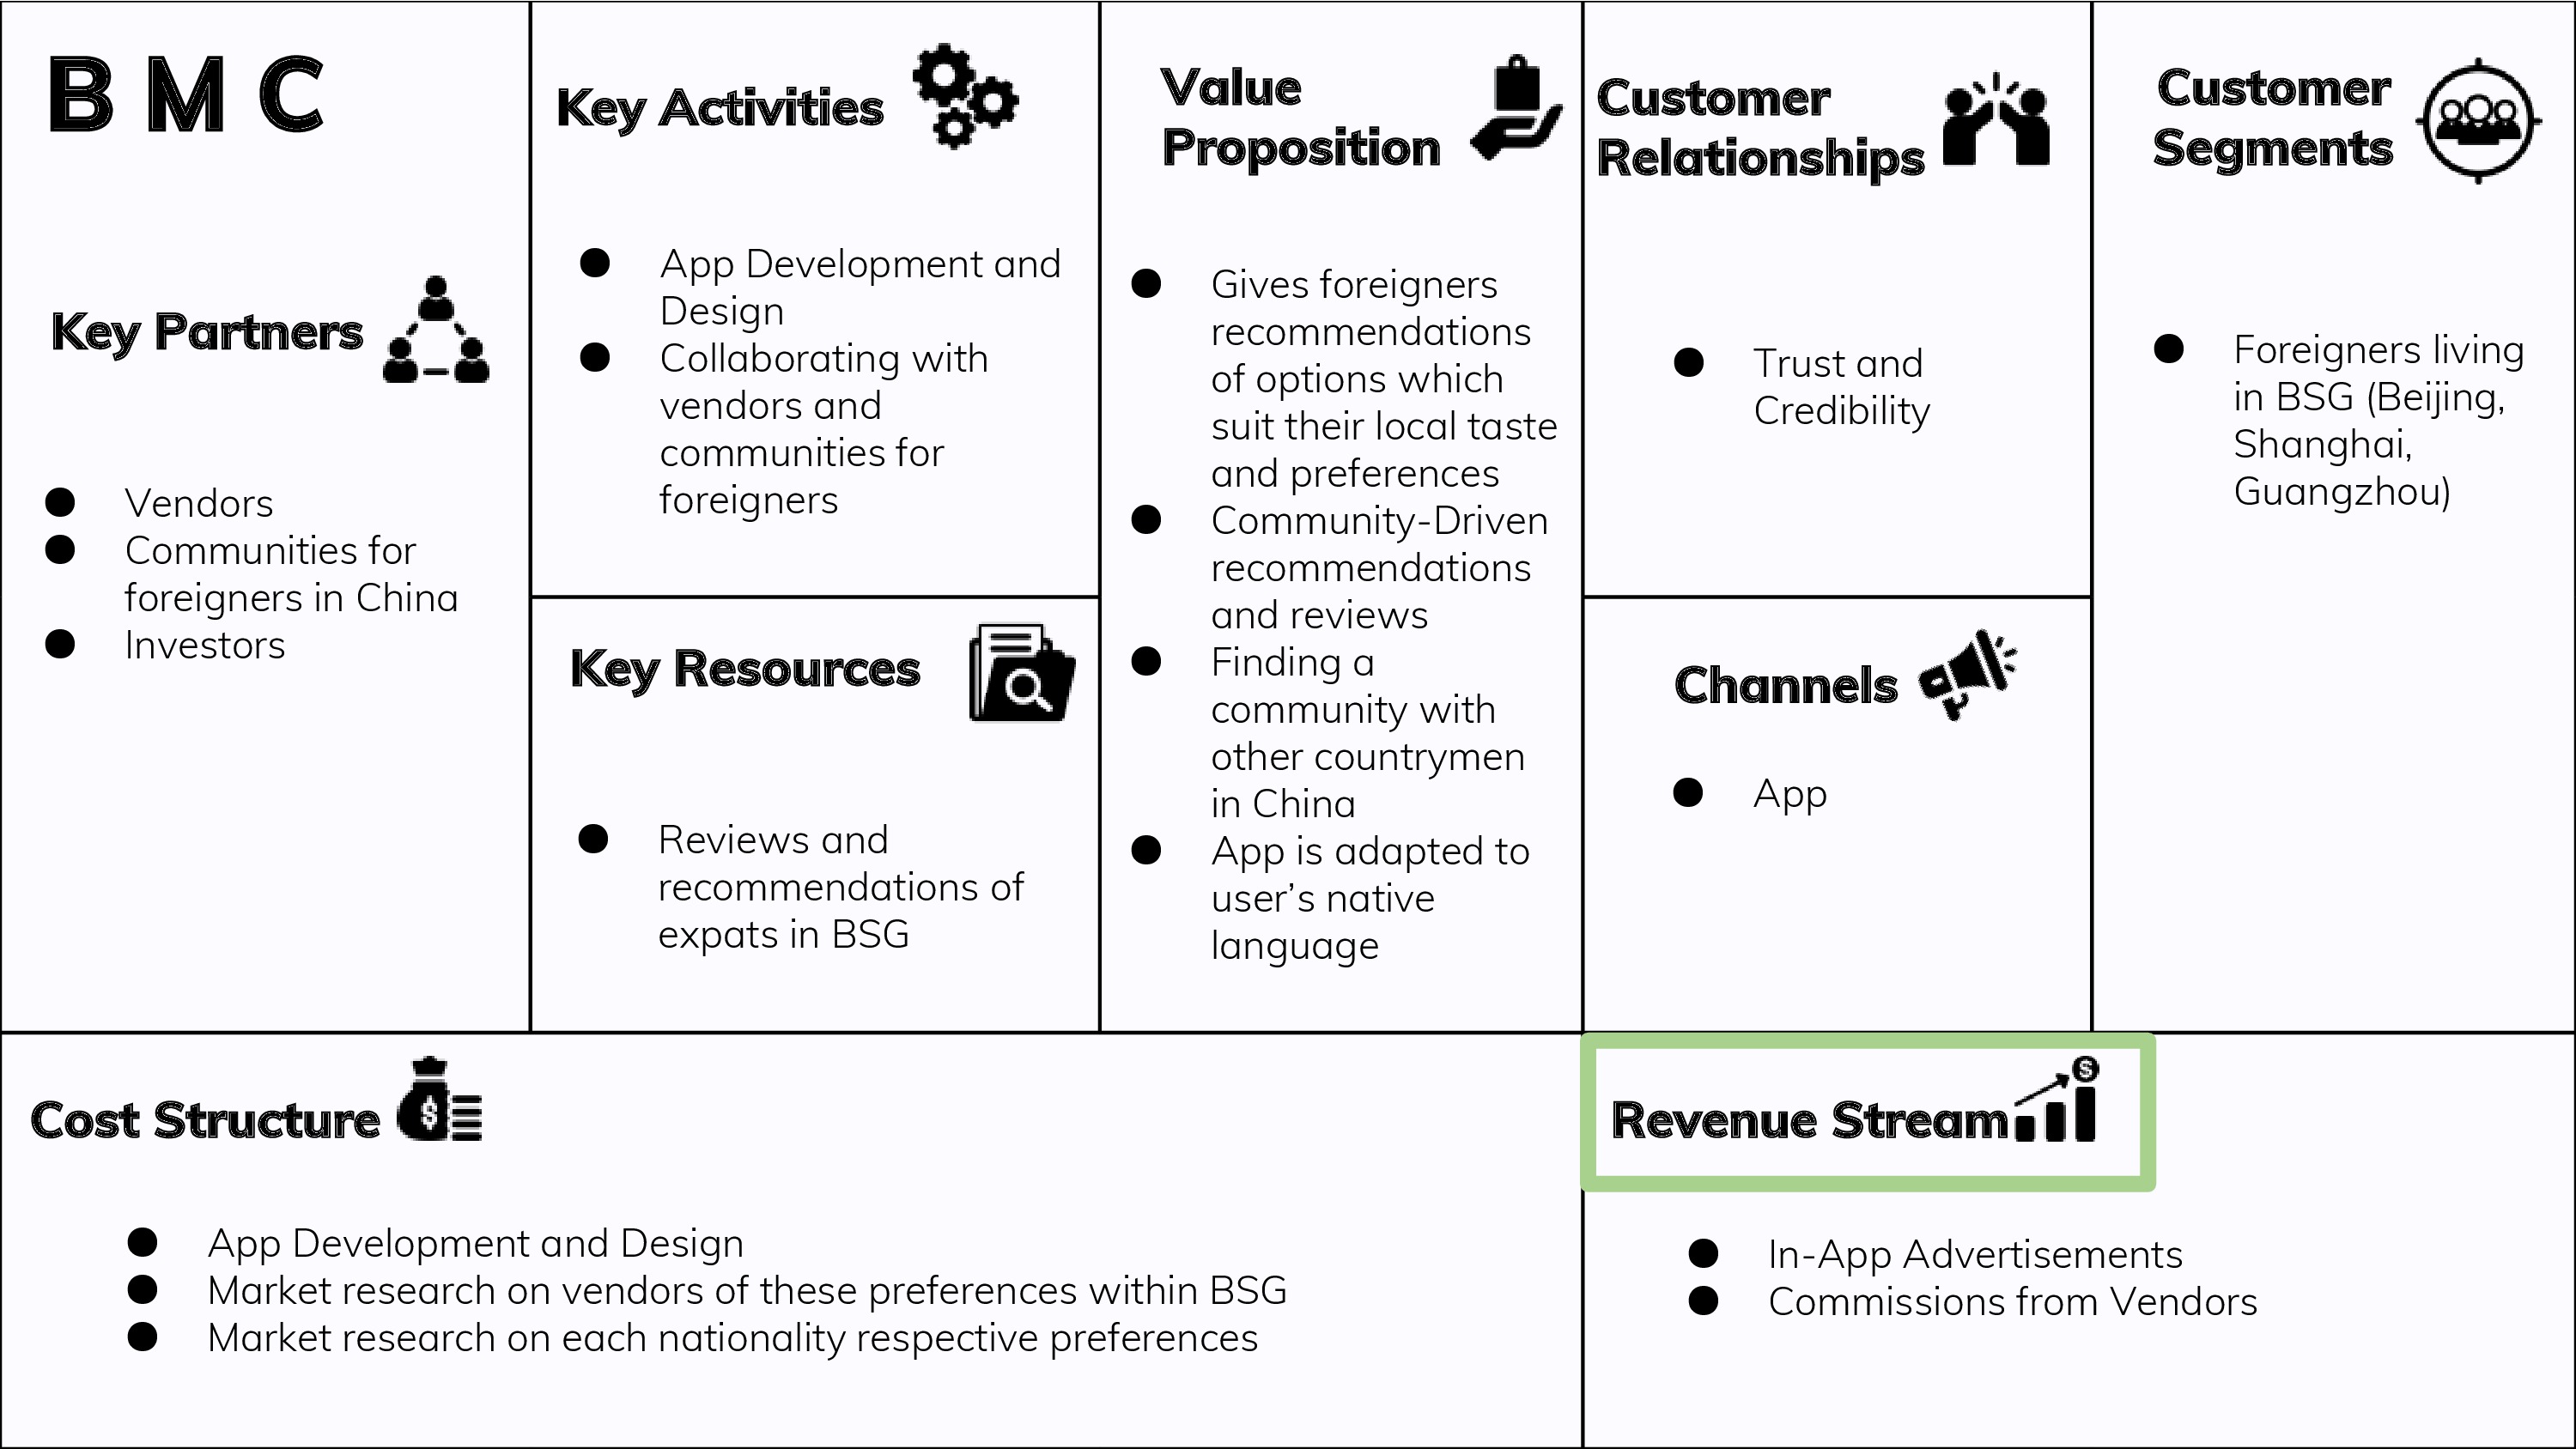 B M C
Key Partners
Vendors
Communities for
foreigners in China
Investors
Key Activities
App Development and
Design
Collaborating with
vendors and
communities for
foreigners
Key Resources
Reviews and
recommendations of
expats in BSG
Value
Proposition
Gives foreigners
recommendations
of options which
suit their local taste
and preferences
Community-Driven
recommendations
and reviews
Finding a
community with
other countrymen
in China
App is adapted to
user’s native
language
Customer
Relationships
Trust and
Credibility
Channels
App
Customer
Segments
Foreigners living
in BSG (Beijing,
Shanghai,
Guangzhou)
Cost Structure
$
App Development and Design
Market research on vendors of these preferences within BSG
Market research on each nationality respective preferences
Revenue Stream
$
In-App Advertisements
Commissions from Vendors